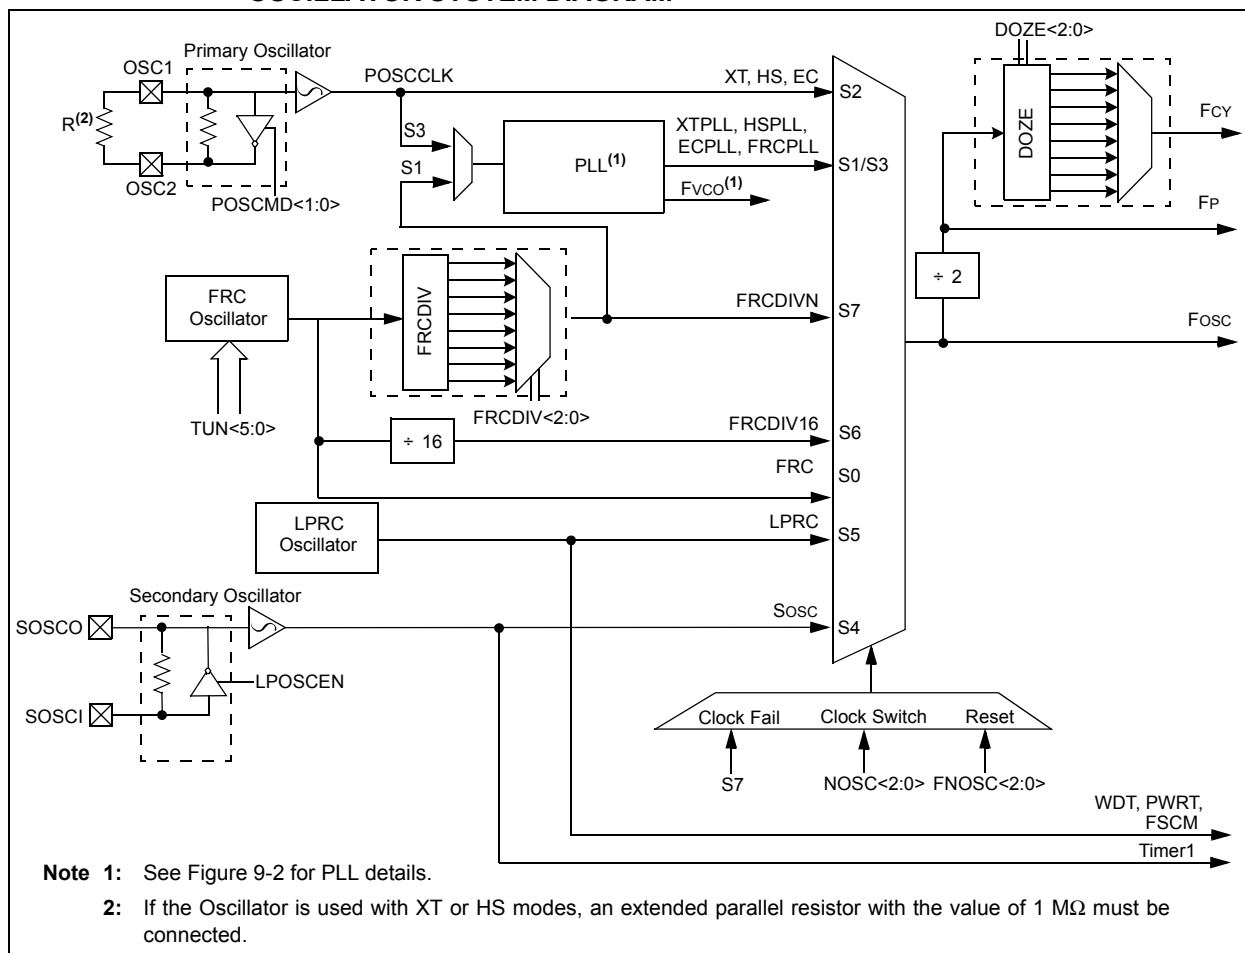 DOZE<2:0>
Primary Oscillator
OSC1
POSCCLK
XT, HS, EC
S2
R(2)
DOZE
FCY
S3
XTPLL, HSPLL,
ECPLL, FRCPLL
PLL(1)
S1/S3
S1
OSC2
FVCO(1)
POSCMD<1:0>
FP
÷ 2
FRC
Oscillator
FRCDIV
FRCDIVN
S7
FOSC
TUN<5:0>
FRCDIV<2:0>
FRCDIV16
S6
÷ 16
FRC
S0
LPRC
Oscillator
LPRC
S5
Secondary Oscillator
SOSCO
SOSC
S4
LPOSCEN
SOSCI
Clock Fail
Clock Switch
Reset
S7
NOSC<2:0>
FNOSC<2:0>
WDT, PWRT,
FSCM
Timer1
Note 1: See Figure 9-2 for PLL details.
2: If the Oscillator is used with XT or HS modes, an extended parallel resistor with the value of 1 MΩ must be
connected.